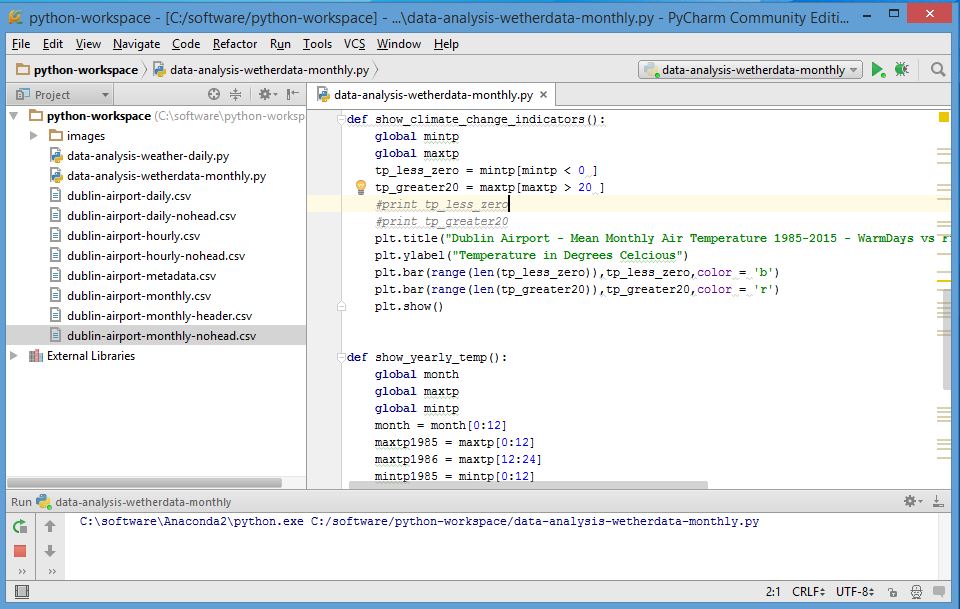 python-workspace - [C:/software/python-workspace] - ...\data-analysis-wetherdata-monthly.py - PyCharm Community Editi...
File Edit View Navigate Code Refactor Run Tools VCS Window Help
python-workspace data-analysis-wetherdata-monthly.py data-analysis-wetherdata-monthly
Project data-analysis-wetherdata-monthly.py
python-workspace (C:\software\python-worksp
images
data-analysis-weather-daily.py
data-analysis-wetherdata-monthly.py
dublin-airport-daily.csv
dublin-airport-daily-nohead.csv
dublin-airport-hourly.csv
dublin-airport-hourly-nohead.csv
dublin-airport-metadata.csv
dublin-airport-monthly.csv
dublin-airport-monthly-header.csv
dublin-airport-monthly-nohead.csv
External Libraries
def show_climate_change_indicators():
global mintp
global maxtp
tp_less_zero = mintp[mintp < 0 ]
tp_greater20 = maxtp[maxtp > 20 ]
#print tp_less_zero
#print tp_greater20
plt.title("Dublin Airport - Mean Monthly Air Temperature 1985-2015 - WarmDays vs
plt.ylabel("Temperature in Degrees Celcious")
plt.bar(range(len(tp_less_zero)),tp_less_zero,color = 'b')
plt.bar(range(len(tp_greater20)),tp_greater20,color = 'r')
plt.show()
def show_yearly_temp():
global month
global maxtp
global mintp
month = month[0:12]
maxtp1985 = maxtp[0:12]
maxtp1986 = maxtp[12:24]
mintp1985 = mintp[0:12]
Run data-analysis-wetherdata-monthly
C:\software\Anaconda2\python.exe C:/software/python-workspace/data-analysis-wetherdata-monthly.py
2:1 CRLF UTF-8